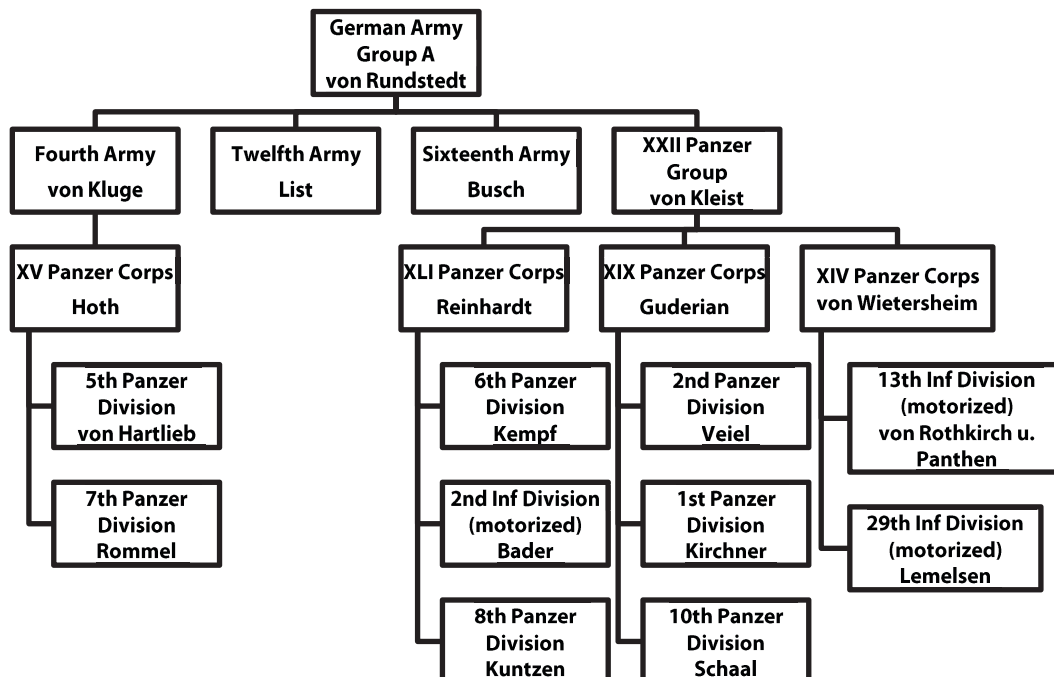 German Army
Group A
von Rundstedt
Fourth Army
von Kluge
Twelfth Army
List
Sixteenth Army
Busch
XXII Panzer
Group
von Kleist
XV Panzer Corps
Hoth
XLI Panzer Corps
Reinhardt
XIX Panzer Corps
Guderian
XIV Panzer Corps
von Wietersheim
5th Panzer
Division
von Hartlieb
6th Panzer
Division
Kempf
2nd Panzer
Division
Veiel
13th Inf Division
(motorized)
von Rothkirch u.
Panthen
7th Panzer
Division
Rommel
2nd Inf Division
(motorized)
Bader
1st Panzer
Division
Kirchner
29th Inf Division
(motorized)
Lemelsen
8th Panzer
Division
Kuntzen
10th Panzer
Division
Schaal